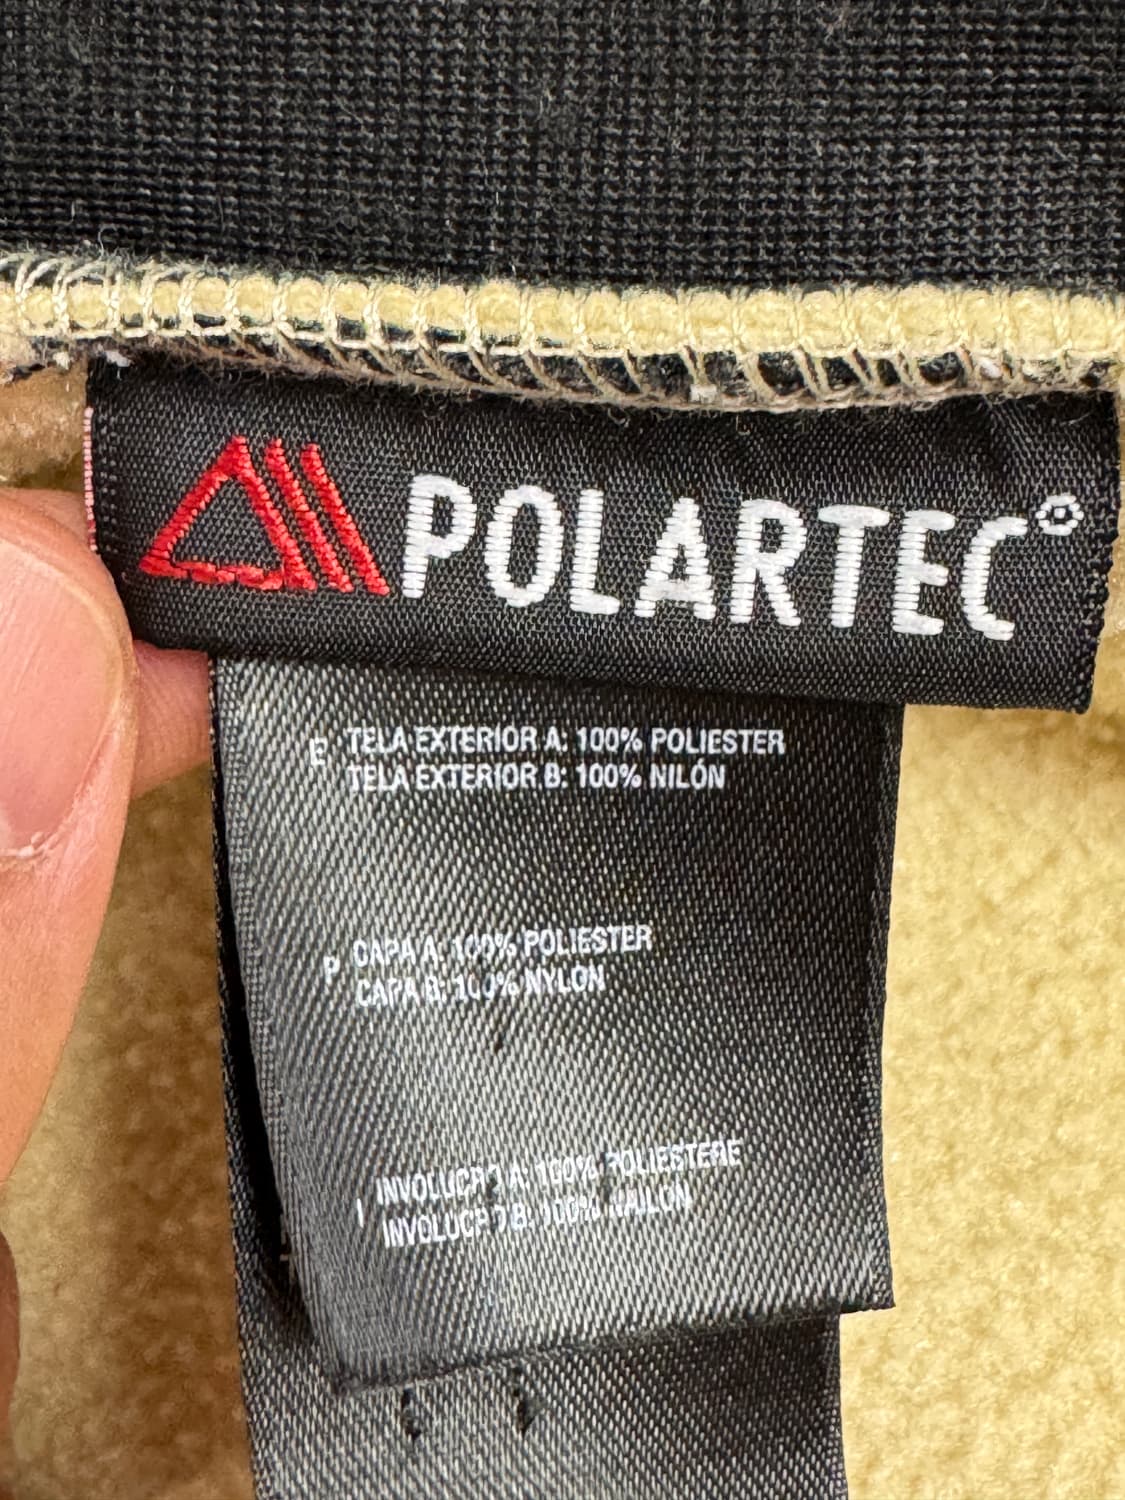 POLARTEC®
E TELA EXTERIOR A: 100% POLIESTER
TELA EXTERIOR B: 100% NILÓN
P CAPA A: 100% POLIESTER
CAPA B: 100% NYLON
I INVOLUCRO A: 100% POLIESTERE
INVOLUCRO B: 100% NAILON